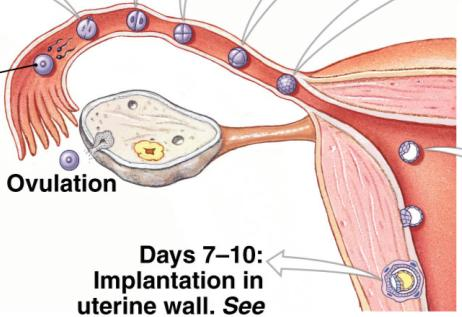 Ovulation
Days 7–10:
Implantation in
uterine wall. See